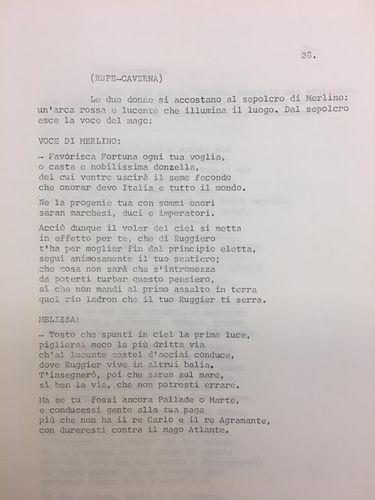 28.
(RUPE-CAVERNA)
Le due donne si accostano al sepolcro di Merlino:
un'arca rossa e lucente che illumina il luogo. Dal sepolcro
esce la voce del mago:
VOCE DI MERLINO:
- Favorisca Fortuna ogni tua voglia,
o casta e nobilissima donzella,
del cui ventre uscirà il seme fecondo
che onorar devo Italia e tutto il mondo.
Ne la progenie tua con sommi onori
saran marchesi, duci e imperatori.
Acciò dunque il voler del ciel si metta
in effetto per te, che di Ruggiero
t'ha per moglier fin dal principio eletta,
segui animosamente il tuo sentiero;
che cosa non sarà che s'intromezza
da poterti turbar questo pensiero,
sì che non mandi al primo assalto in terra
quel rio ladron che il tuo Ruggier ti serra.
MELISSA:
- Tosto che spunti in ciel la prima luce,
piglierai meco la più dritta via
ch'al lucente castel d'acciai conduce,
dove Ruggier vive in altrui balia.
T'insegnerò, poi che saren sul mare,
sì ben la via, che non potresti errare.
Ma se tu fossi ancora Pallade o Marte,
e conducessi gente alla tua paga
più che non ha il re Carlo e il re Agramante,
con dureresti contra il mago Atlante.